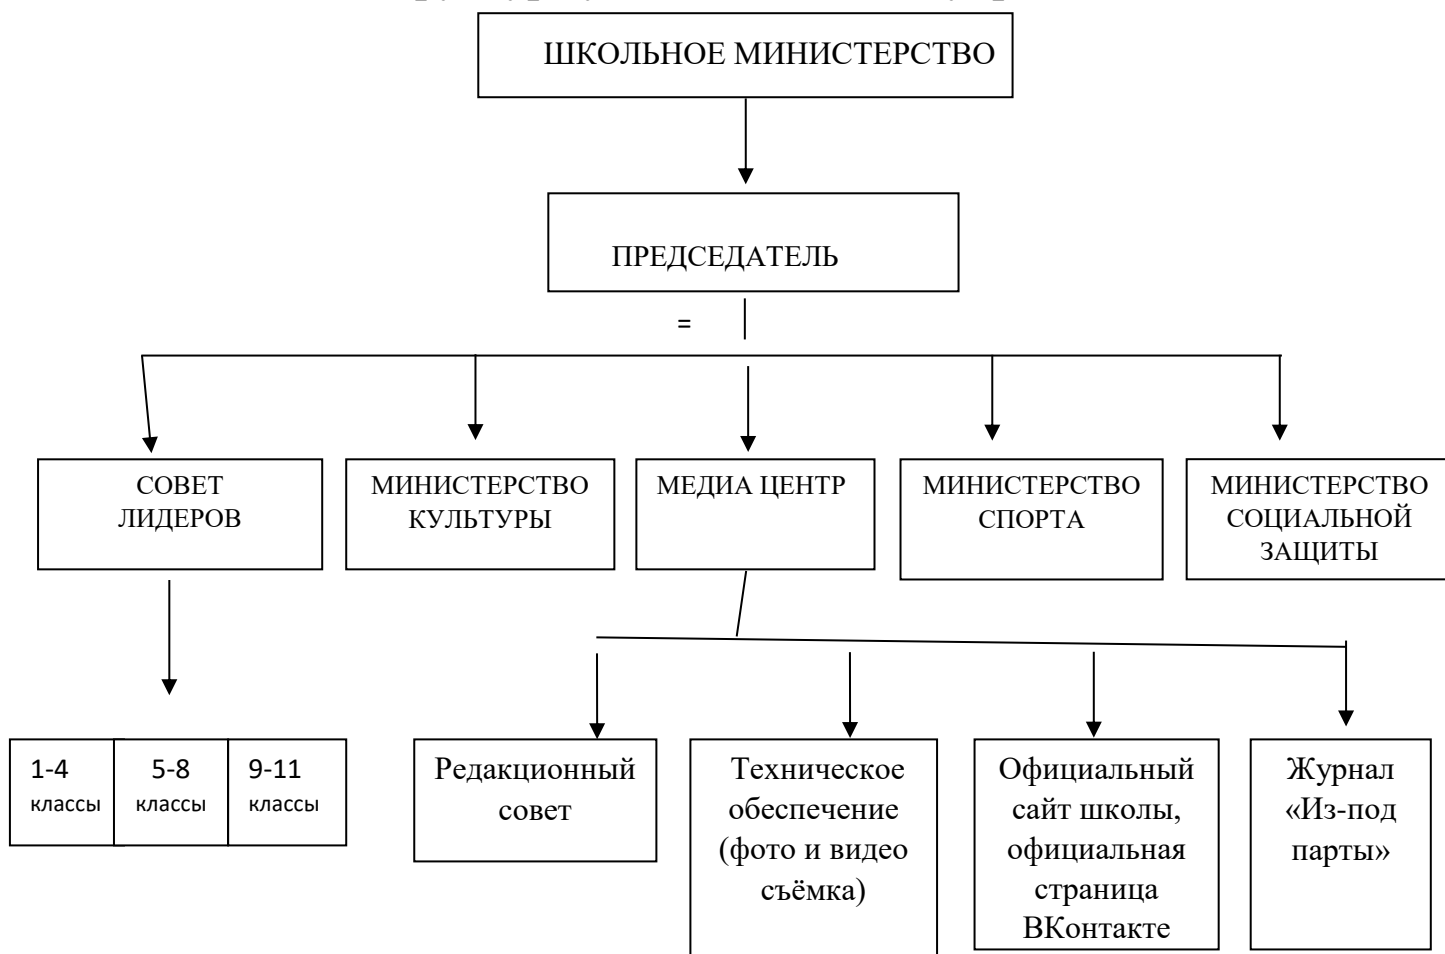 ШКОЛЬНОЕ МИНИСТЕРСТВО
ПРЕДСЕДАТЕЛЬ
=
СОВЕТ
ЛИДЕРОВ
МИНИСТЕРСТВО
КУЛЬТУРЫ
МЕДИА ЦЕНТР
МИНИСТЕРСТВО
СПОРТА
МИНИСТЕРСТВО
СОЦИАЛЬНОЙ
ЗАЩИТЫ
1-4
классы
5-8
классы
9-11
классы
Редакционный
совет
Техническое
обеспечение
(фото и видео
съёмка)
Официальный
сайт школы,
официальная
страница
ВКонтакте
Журнал
«Из-под
парты»